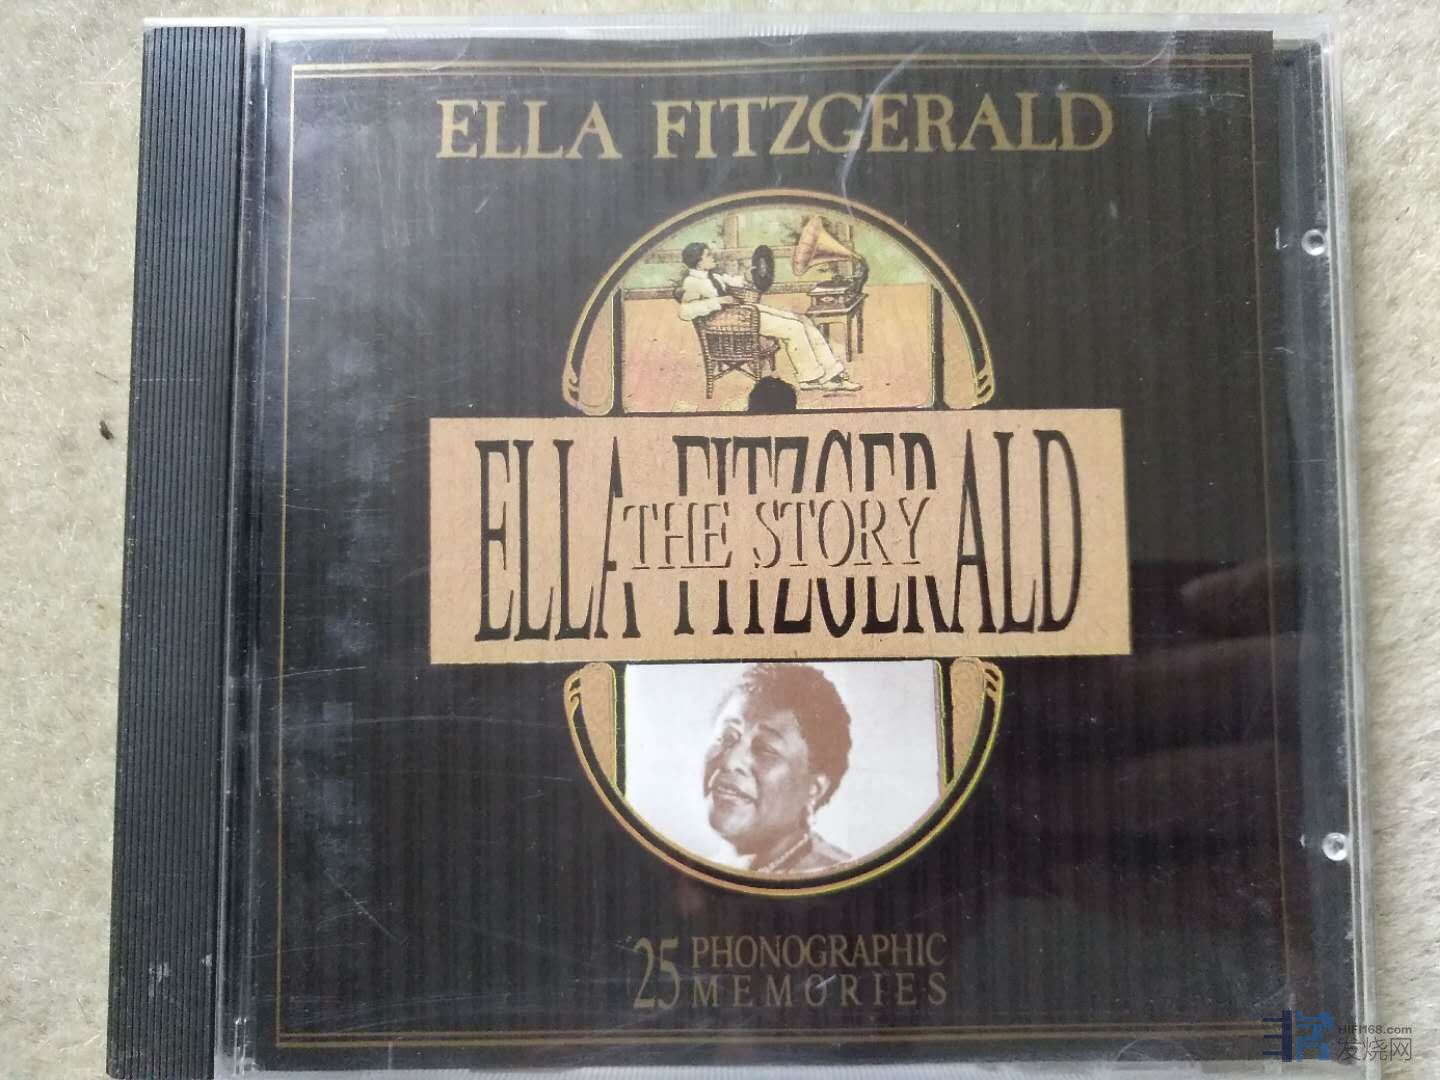 ELLA FITZGERALD
ELLA FITZGERALD
THE STORY
25 PHONOGRAPHIC
MEMORIES
HIFI168.com
发烧网